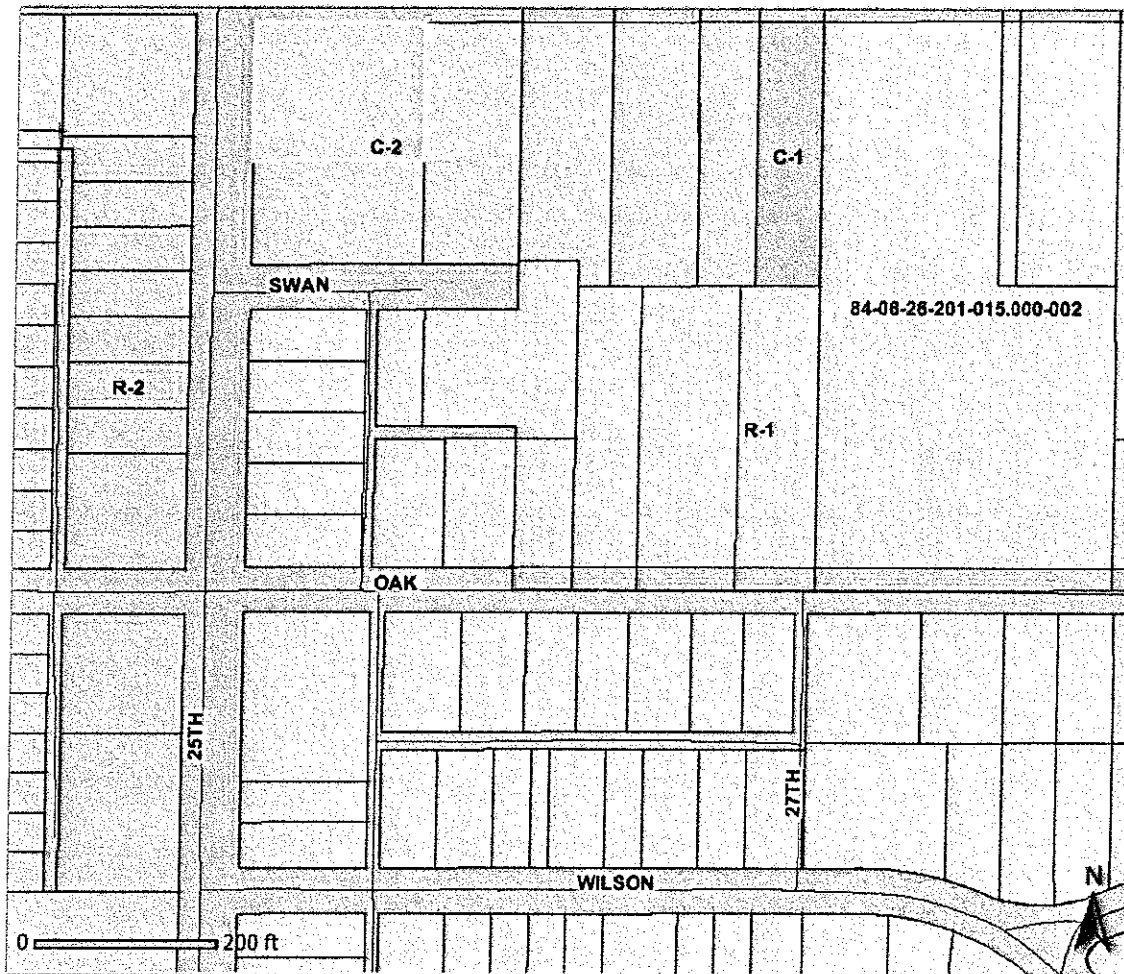 C-2
C-1
SWAN
84-06-26-201-015.000-002
R-2
R-1
OAK
25TH
27TH
WILSON
N
0 200 ft